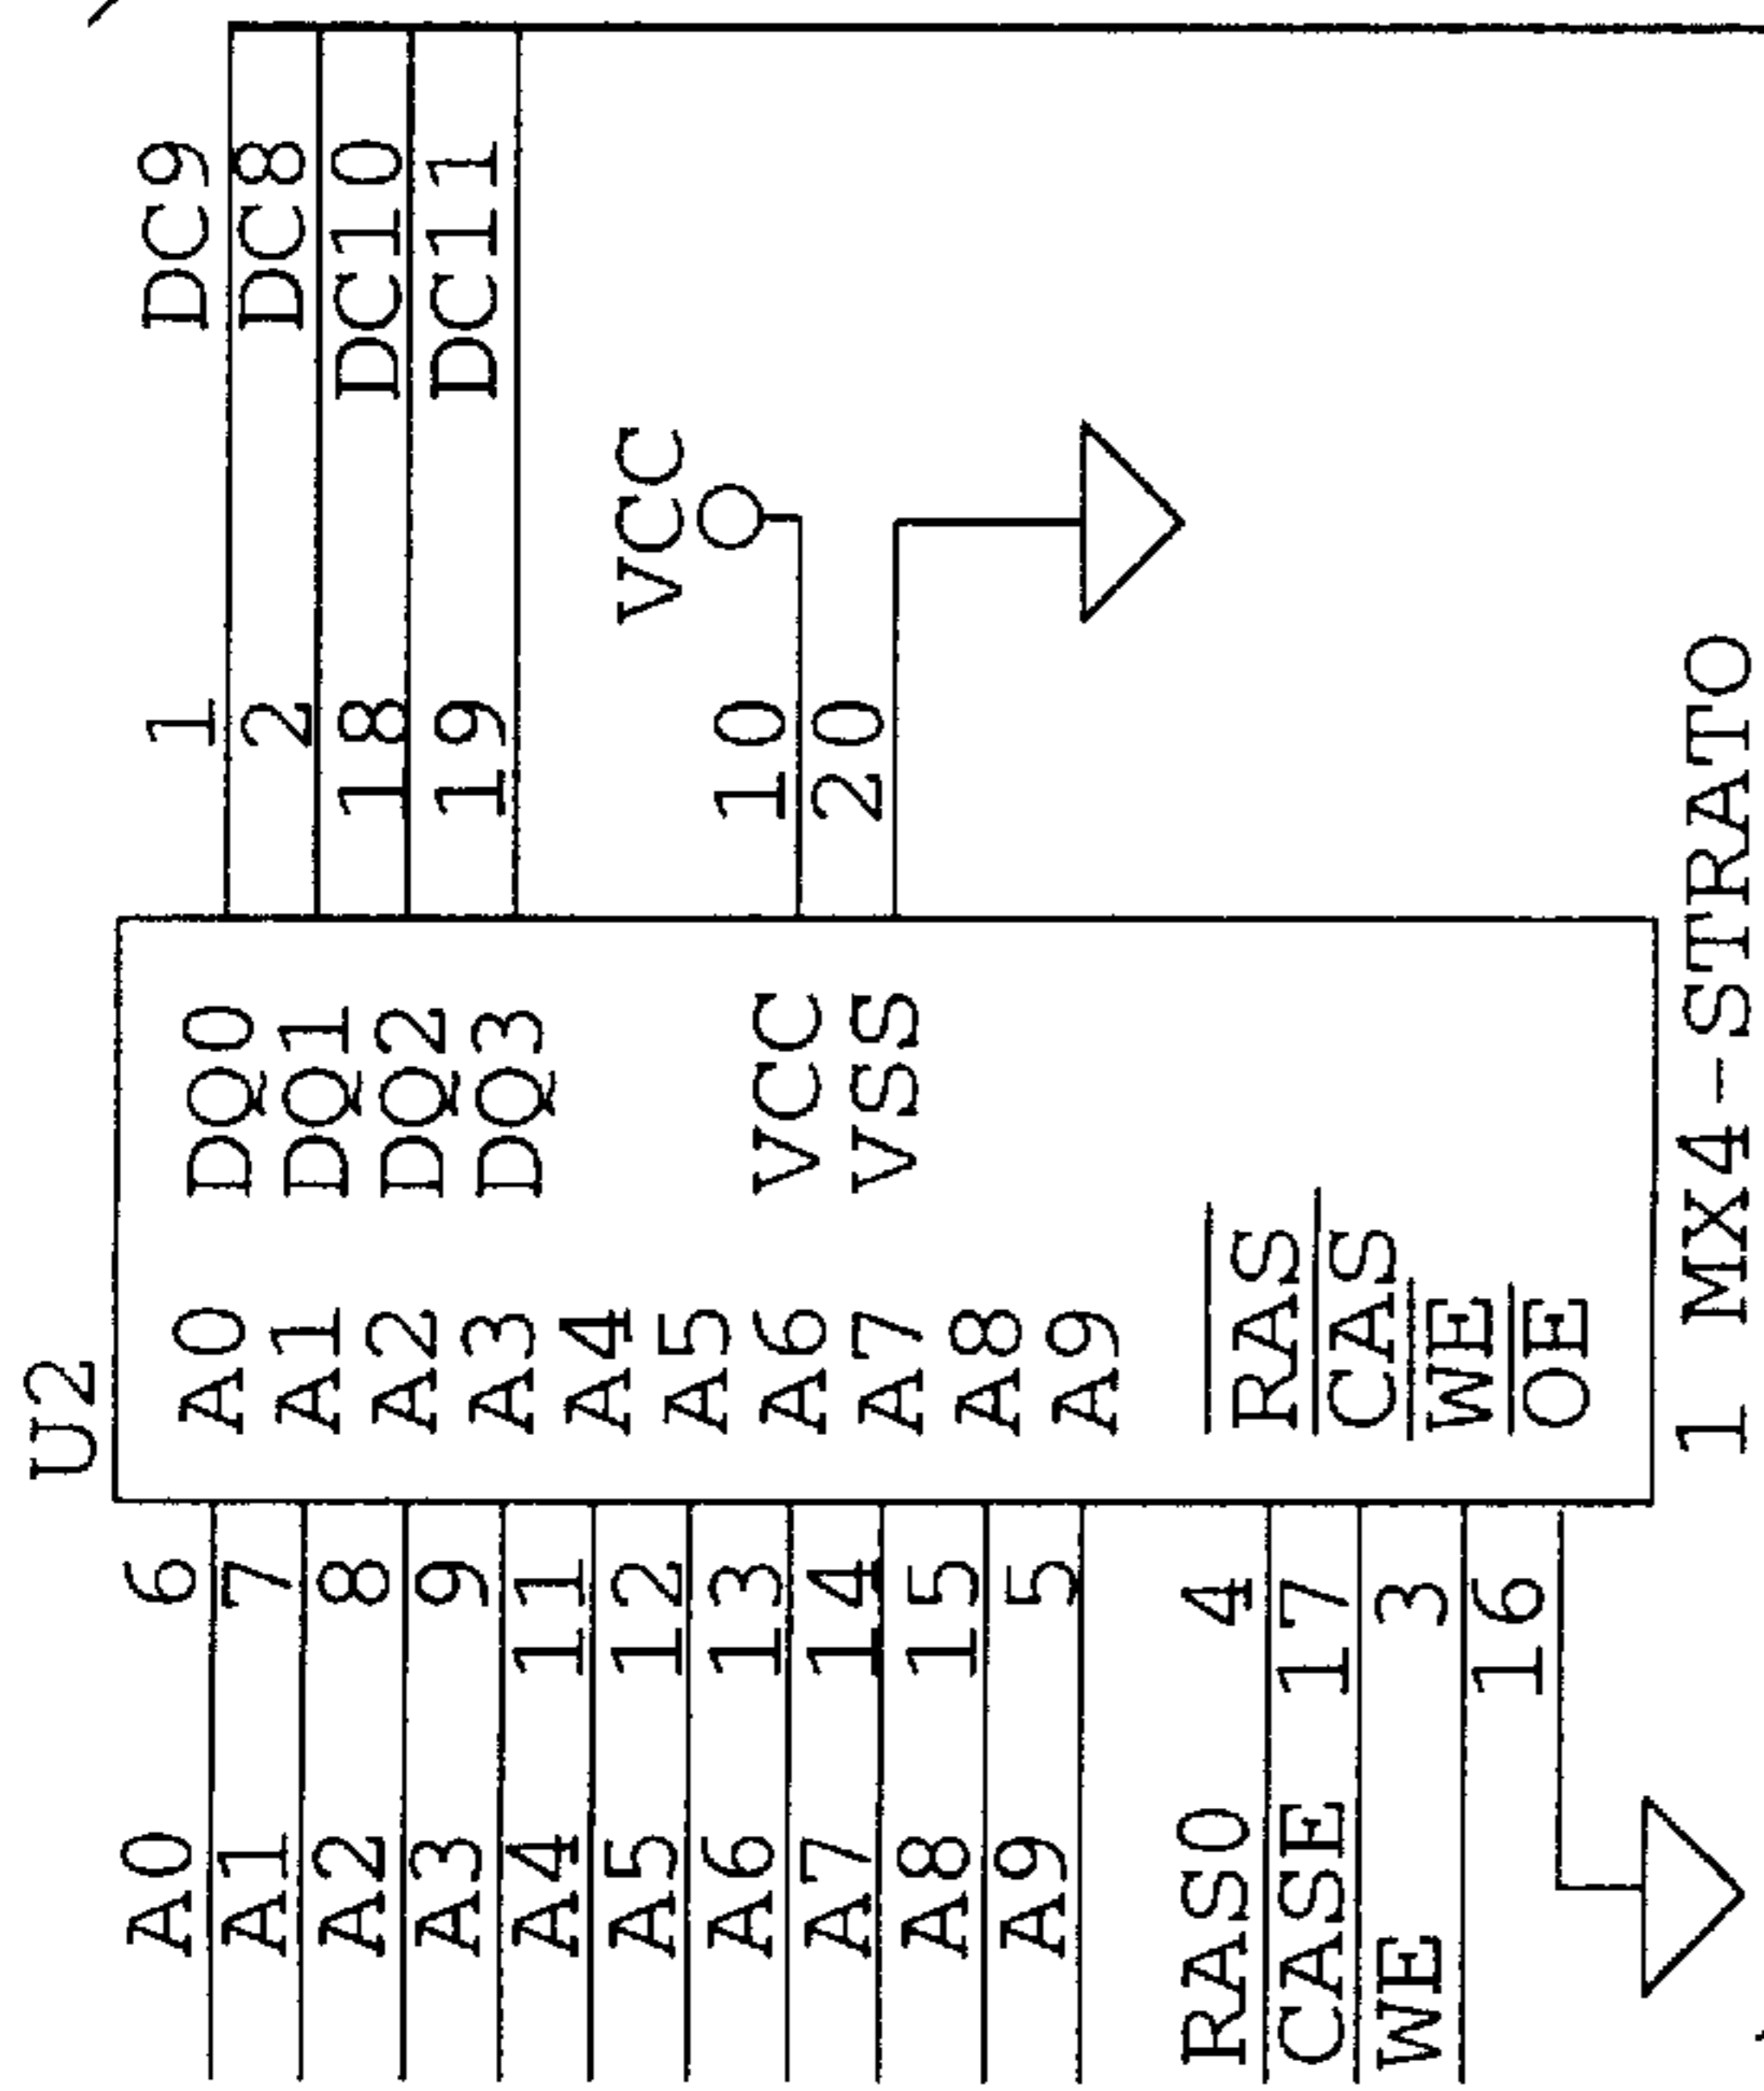 U2
A0 6 A0 DQ0 1 DC9
A1 7 A1 DQ1 2 DC8
A2 8 A2 DQ2 18 DC10
A3 9 A3 DQ3 19 DC11
A4 11 A4
A5 12 A5
VCC
A6 13 A6 VCC 10
A7 14 A7 VSS 20
A8 15 A8
A9 5 A9
RAS0 4 RAS
CASE 17 CAS
WE 3 WE
16 OE
1 MX4-STRATO